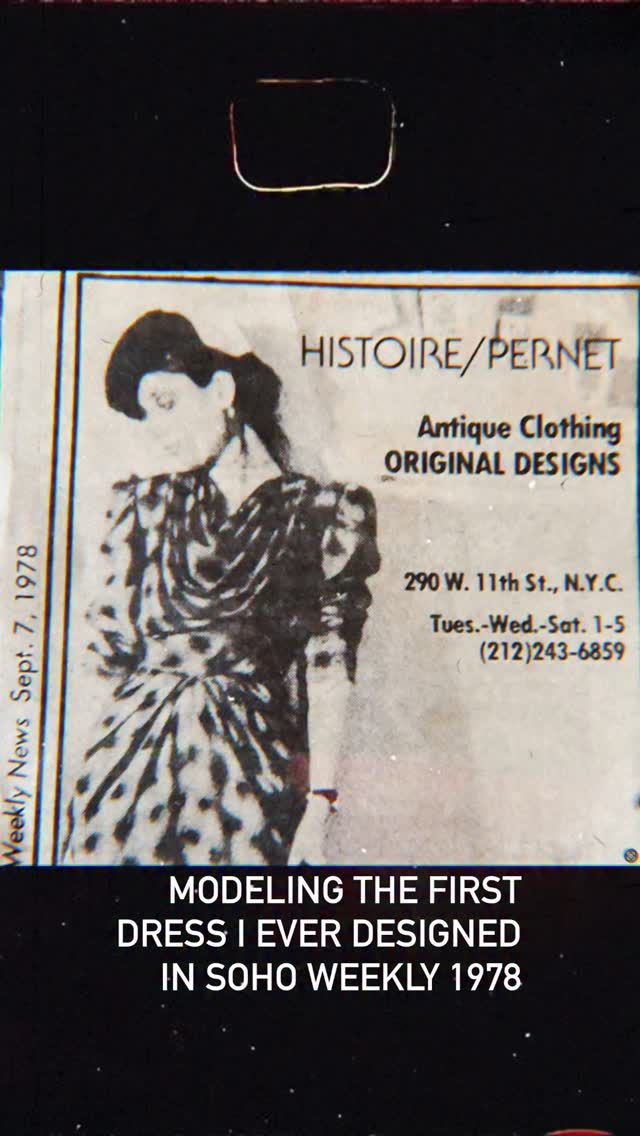 HISTOIRE/PERNET
Antique Clothing
ORIGINAL DESIGNS
290 W. 11th St., N.Y.C.
Tues.-Wed.-Sat. 1-5
(212)243-6859
Weekly News Sept. 7, 1978
MODELING THE FIRST
DRESS I EVER DESIGNED
IN SOHO WEEKLY 1978